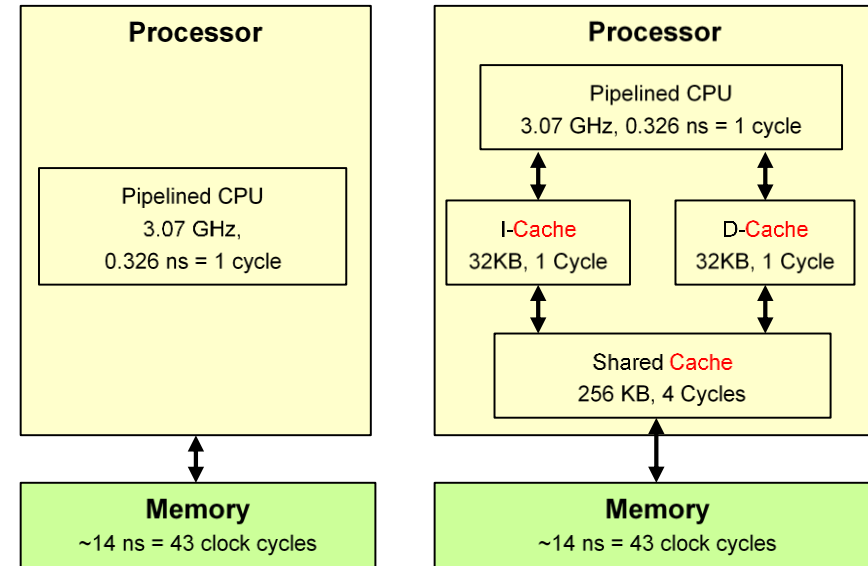 Processor
Pipelined CPU
3.07 GHz,
0.326 ns = 1 cycle
Memory
~14 ns = 43 clock cycles
Processor
Pipelined CPU
3.07 GHz, 0.326 ns = 1 cycle
I-Cache
32KB, 1 Cycle
D-Cache
32KB, 1 Cycle
Shared Cache
256 KB, 4 Cycles
Memory
~14 ns = 43 clock cycles